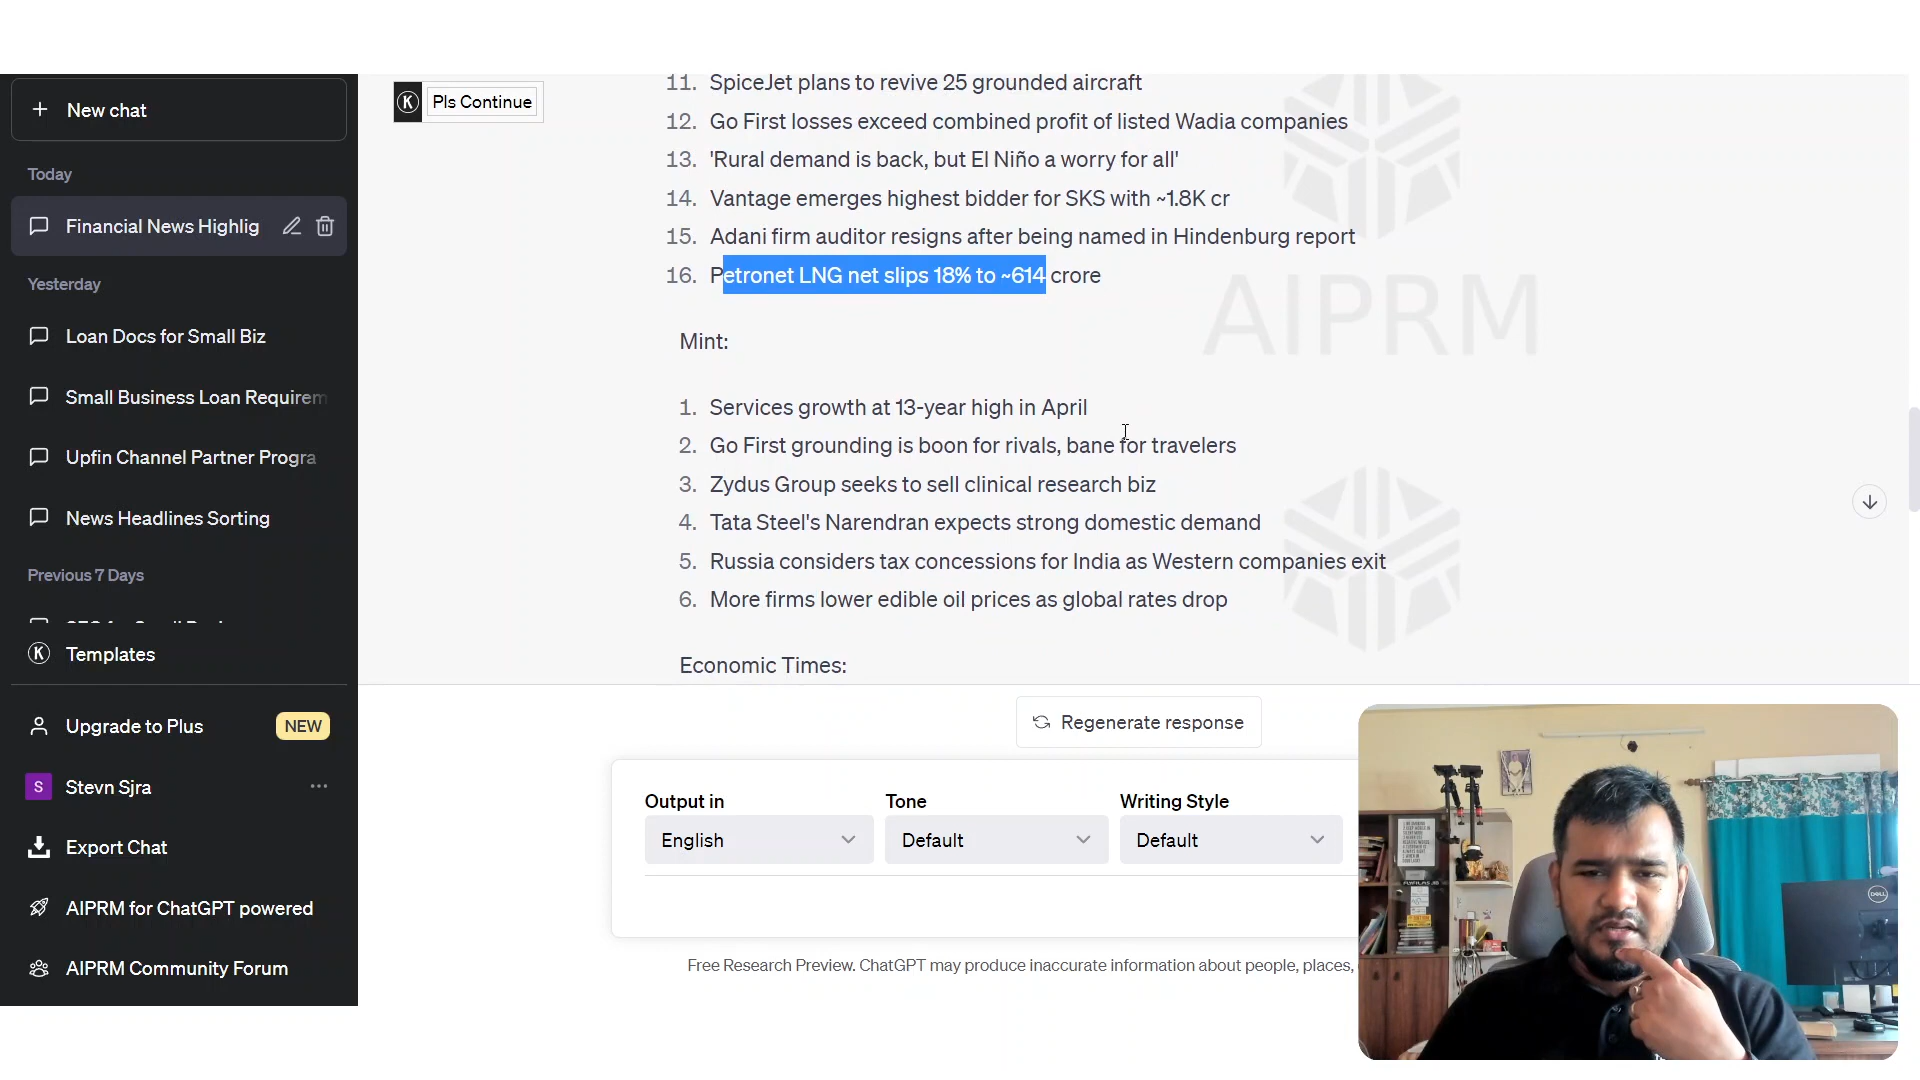 New chat
Today
Financial News Highlig
Yesterday
Loan Docs for Small Biz
Small Business Loan Requirem
Upfin Channel Partner Progra
News Headlines Sorting
Previous 7 Days
Templates
Upgrade to Plus NEW
S Stevn Sjra
Export Chat
AIPRM for ChatGPT powered
AIPRM Community Forum
K Pls Continue
11. SpiceJet plans to revive 25 grounded aircraft
12. Go First losses exceed combined profit of listed Wadia companies
13. 'Rural demand is back, but El Niño a worry for all'
14. Vantage emerges highest bidder for SKS with ~1.8K cr
15. Adani firm auditor resigns after being named in Hindenburg report
16. Petronet LNG net slips 18% to ~614 crore
AIPRM
Mint:
1. Services growth at 13-year high in April
2. Go First grounding is boon for rivals, bane for travelers
3. Zydus Group seeks to sell clinical research biz
4. Tata Steel's Narendran expects strong domestic demand
5. Russia considers tax concessions for India as Western companies exit
6. More firms lower edible oil prices as global rates drop
Economic Times:
Regenerate response
Output in Tone Writing Style
English Default Default
Free Research Preview. ChatGPT may produce inaccurate information about people, places,
DELL